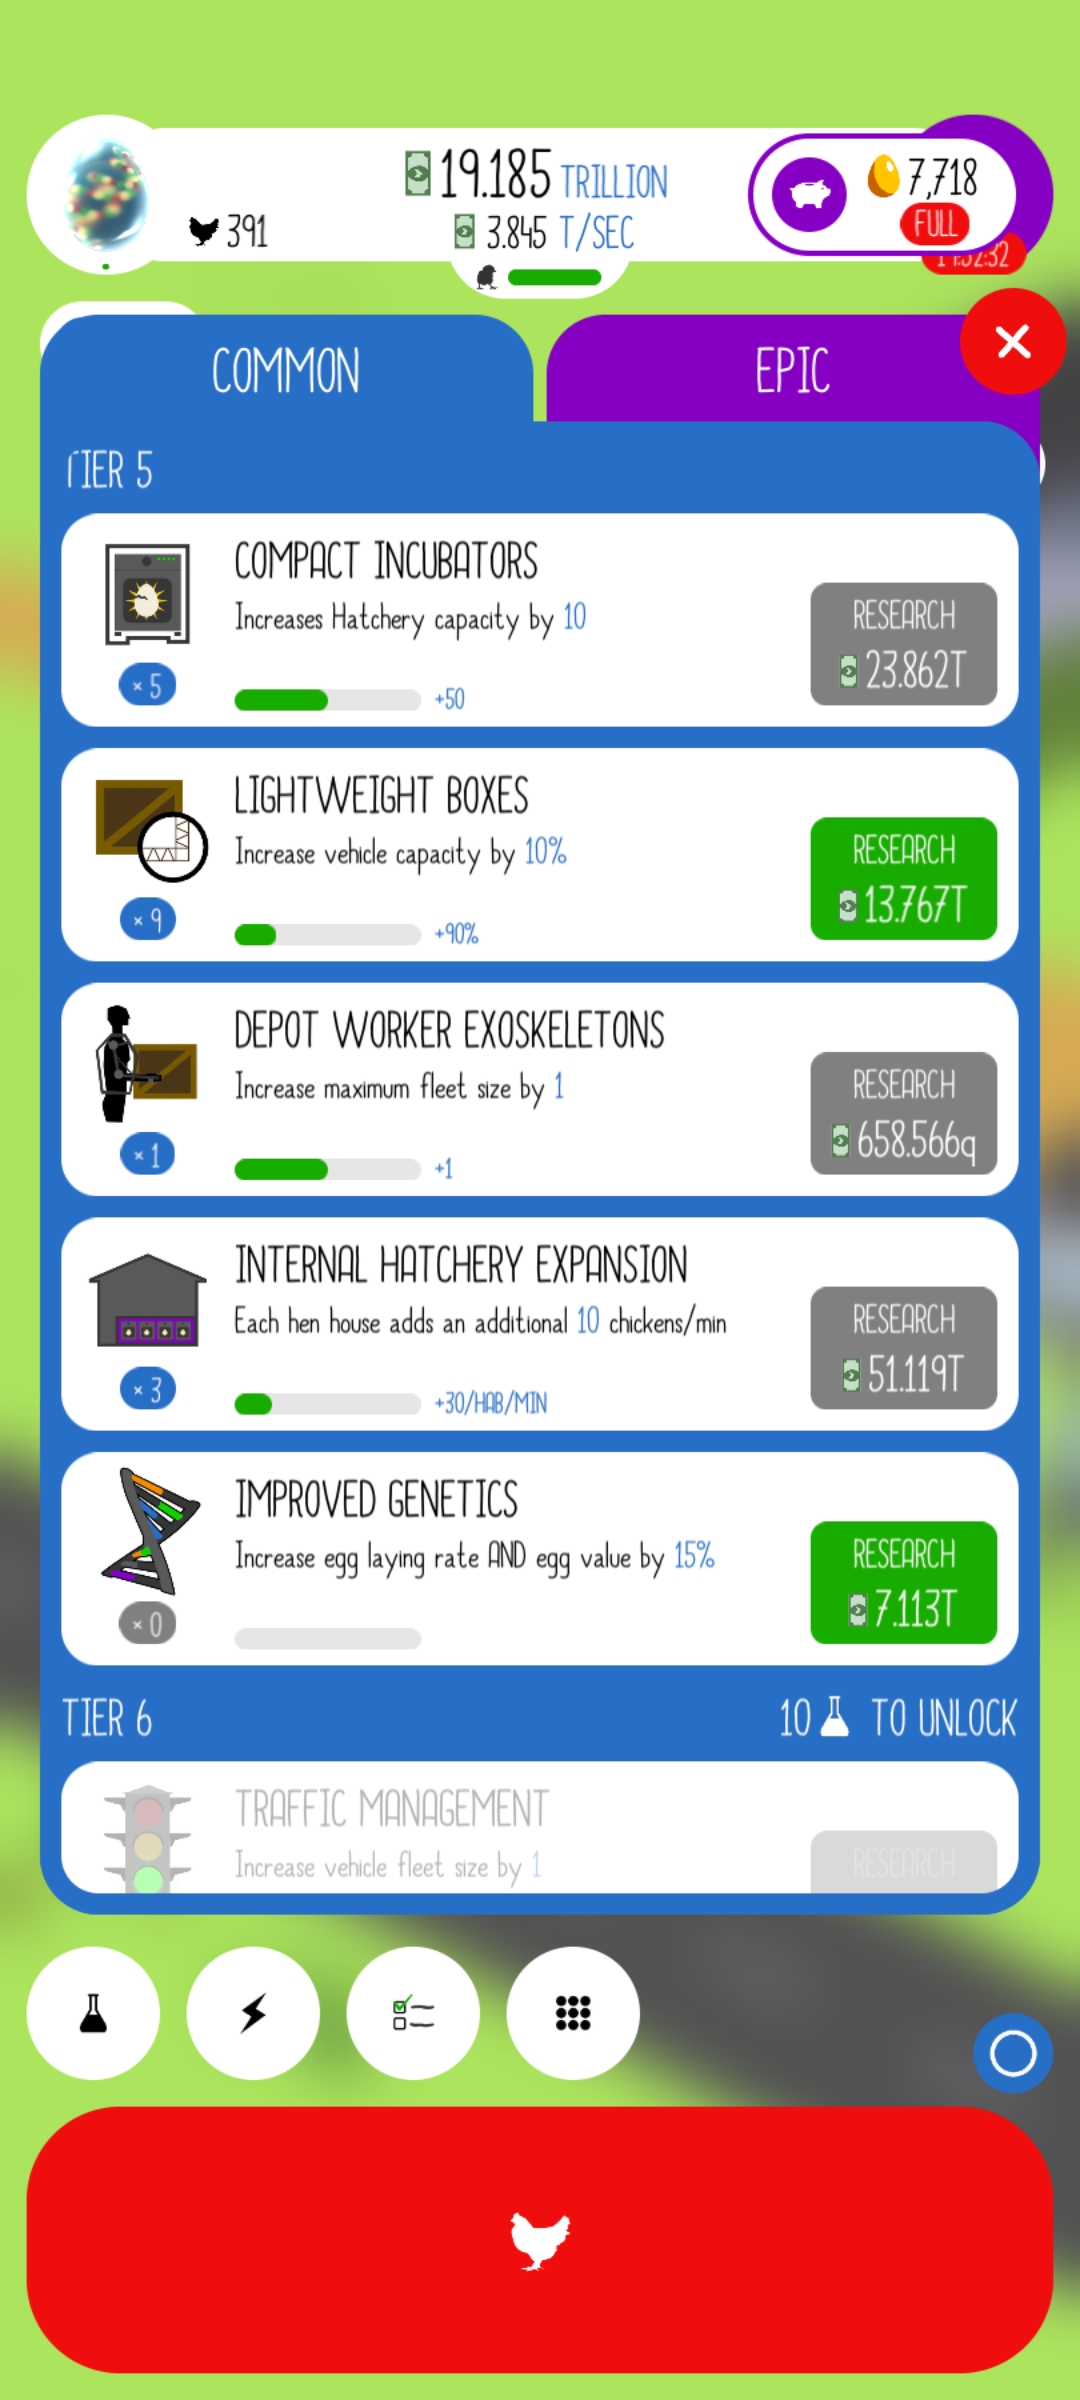 19.185 TRILLION
391
3.845 T/SEC
7,718
FULL
COMMON
EPIC
TIER 5
COMPACT INCUBATORS
Increases Hatchery capacity by 10
RESEARCH
23.862T
× 5
+50
LIGHTWEIGHT BOXES
Increase vehicle capacity by 10%
RESEARCH
13.767T
× 9
+90%
DEPOT WORKER EXOSKELETONS
Increase maximum fleet size by 1
RESEARCH
658.566q
× 1
+1
INTERNAL HATCHERY EXPANSION
Each hen house adds an additional 10 chickens/min
RESEARCH
51.119T
× 3
+30/HAB/MIN
IMPROVED GENETICS
Increase egg laying rate AND egg value by 15%
RESEARCH
7.113T
× 0
TIER 6
10 TO UNLOCK
TRAFFIC MANAGEMENT
Increase vehicle fleet size by 1
RESEARCH